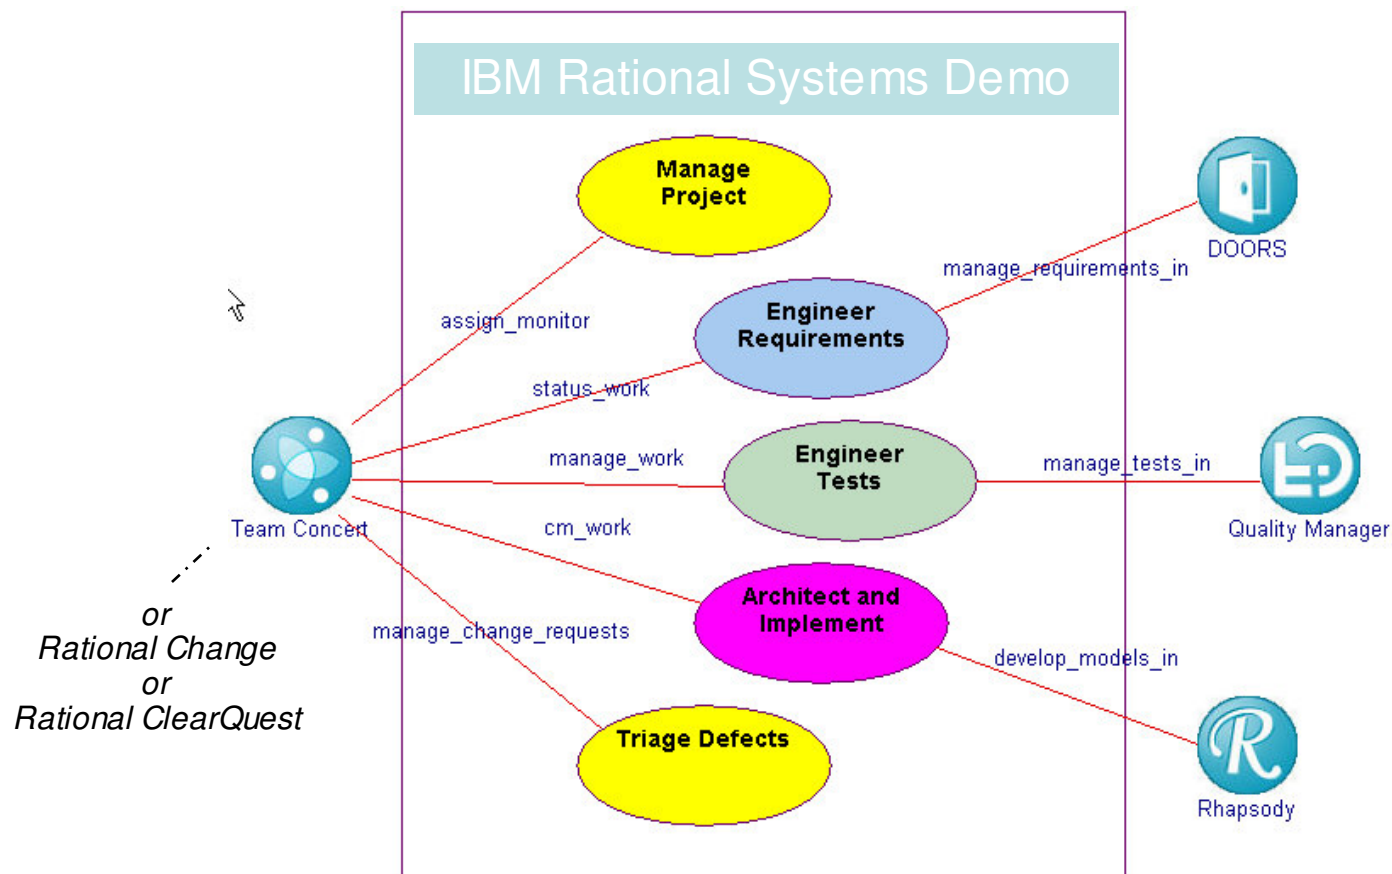 IBM Rational Systems Demo
Manage
Project
DOORS
manage_requirements_in
Engineer
Requirements
assign_monitor
status_work
Engineer
Tests
manage_work
manage_tests_in
Team Concert
cm_work
Quality Manager
Architect and
Implement
or
Rational Change
or
Rational ClearQuest
manage_change_requests
develop_models_in
Triage Defects
R
Rhapsody